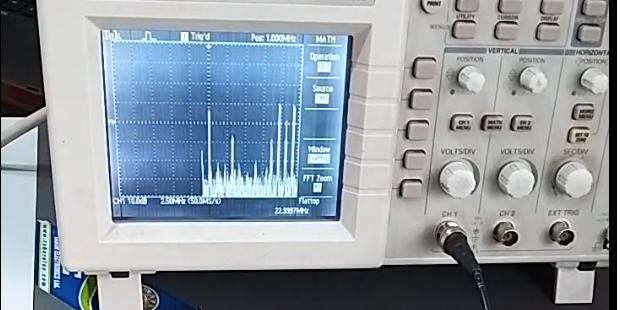 Tek
Trig'd
Pos: 1.000MHz
MATH
Operation
Source
Window
FFT Zoom
CH1 10.0dB
2.50MHz (50.0MS/s)
Flattop
22.3997MHz
PRINT
UTILITY
CURSOR
DISPLAY
VERTICAL
HORIZONTAL
POSITION
POSITION
POSITION
CH 1
MENU
MATH
MENU
CH 2
MENU
VOLTS/DIV
VOLTS/DIV
SEC/DIV
CH 1
CH 2
EXT TRIG